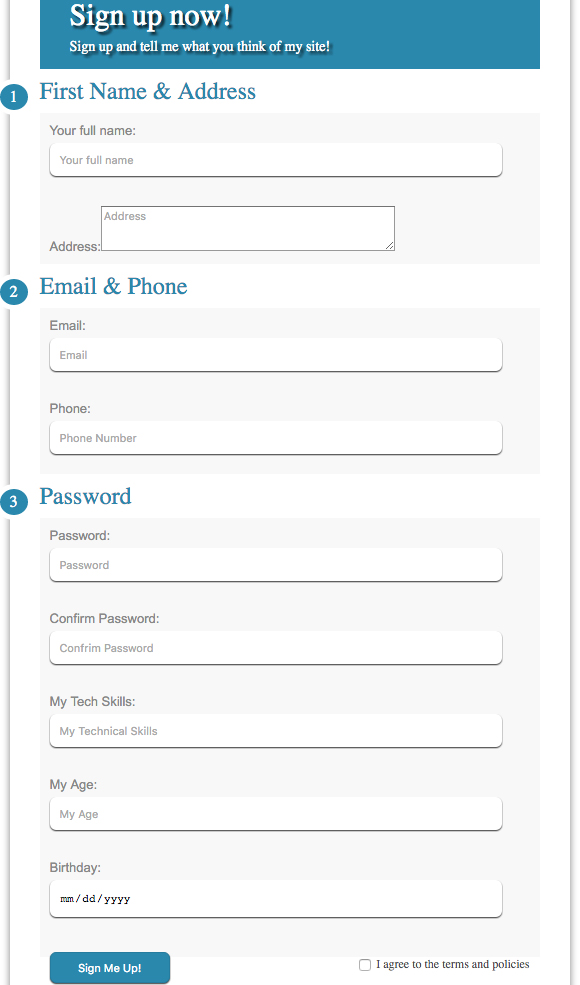 Sign up now!
Sign up and tell me what you think of my site!
1 First Name & Address
Your full name:
Your full name
Address
Address:
2 Email & Phone
Email:
Email
Phone:
Phone Number
3 Password
Password:
Password
Confirm Password:
Confrim Password
My Tech Skills:
My Technical Skills
My Age:
My Age
Birthday:
mm/dd/yyyy
Sign Me Up! I agree to the terms and policies